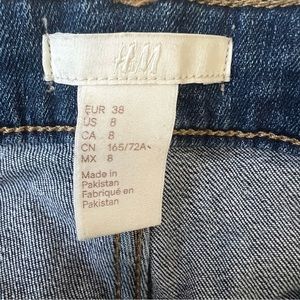 H&M
EUR 38
US 8
CA 8
CN 165/72A
MX 8
Made in
Pakistan
Fabriqué en
Pakistan